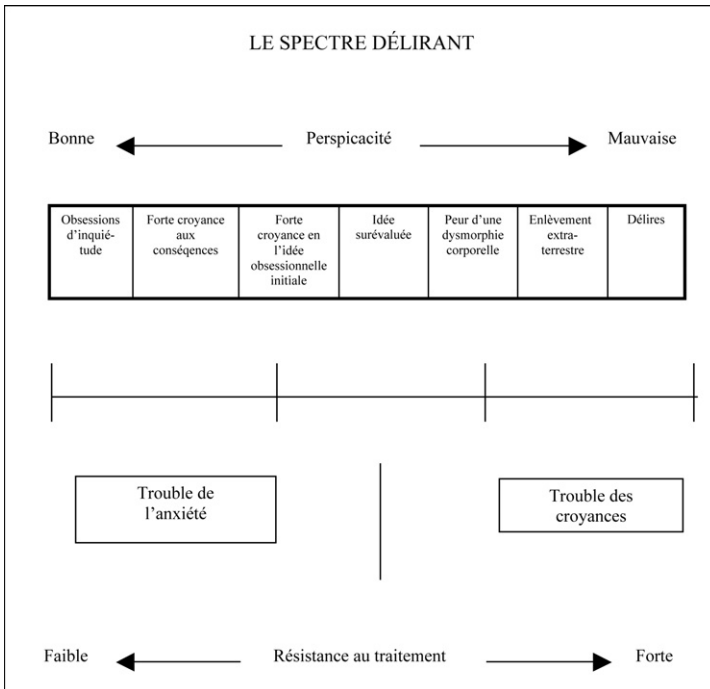 LE SPECTRE DÉLIRANT
Bonne Perspicacité Mauvaise
Obsessions
d'inquié-
tude
Forte croyance
aux
conséqences
Forte
croyance en
l'idée
obsessionnelle
initiale
Idée
surévaluée
Peur d'une
dysmorphie
corporelle
Enlèvement
extra-
terrestre
Délires
Trouble de
l'anxiété
Trouble des
croyances
Faible Résistance au traitement Forte